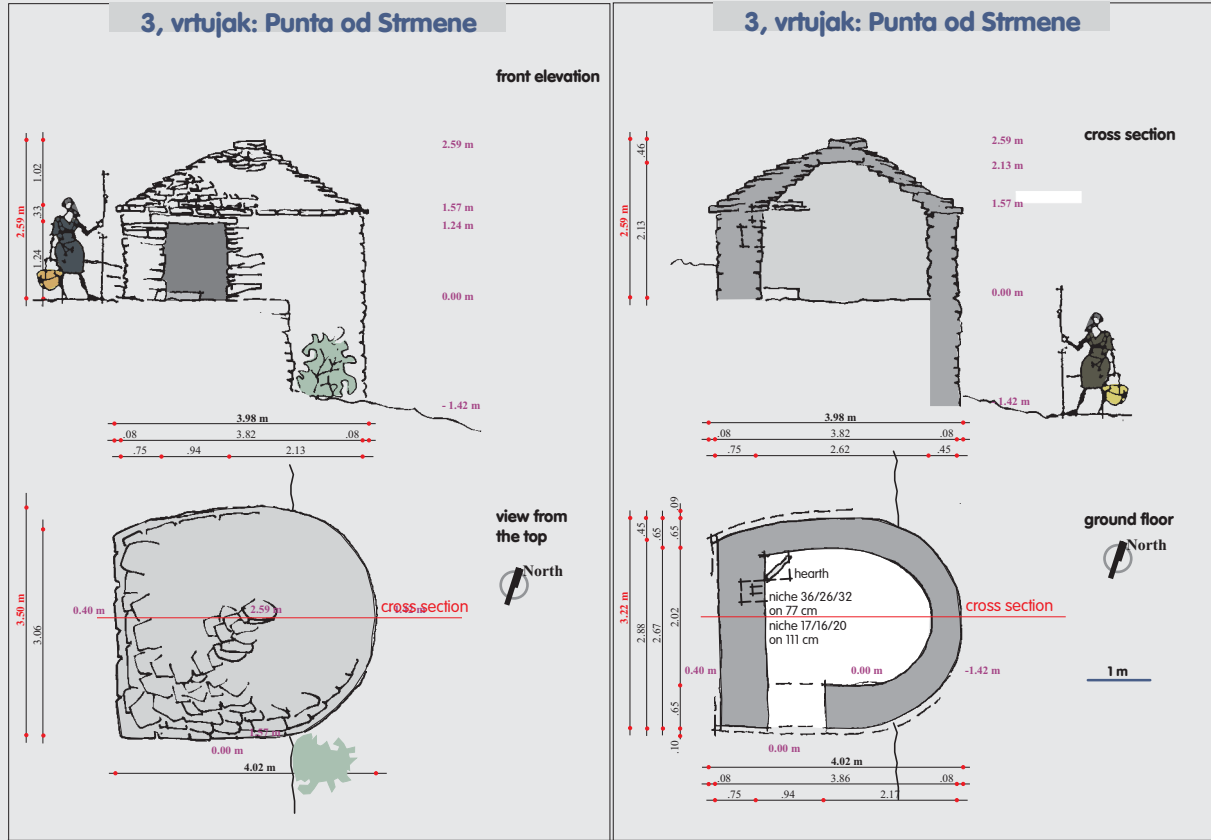 3, vrtujak: Punta od Strmene
front elevation
2.59 m
1.57 m
1.24 m
0.00 m
- 1.42 m
2.59 m
1.02
.33
1.24
3.98 m
.08
3.82
.08
.75
.94
2.13
view from
the top
North
3.50 m
3.06
0.40 m
2.59 m
cross section
0.00 m
4.02 m
3, vrtujak: Punta od Strmene
cross section
2.59 m
2.13 m
1.57 m
0.00 m
-1.42 m
2.59 m
.46
2.13
3.98 m
.08
3.82
.08
.75
2.62
.45
ground floor
North
3.22 m
.45
2.88
.65
2.67
.09
.65
2.02
.65
.10
hearth
niche 36/26/32
on 77 cm
niche 17/16/20
on 111 cm
cross section
0.40 m
0.00 m
-1.42 m
1 m
0.00 m
4.02 m
.08
3.86
.08
.75
.94
2.17